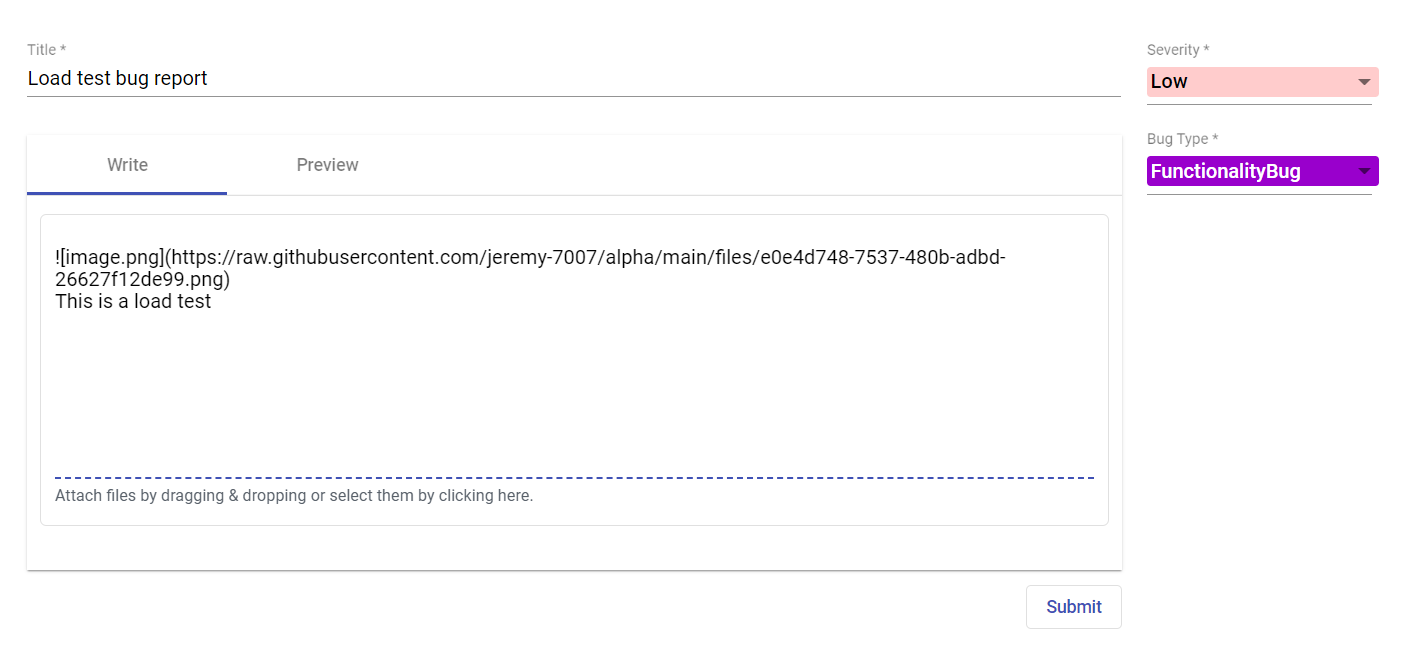 Title *
Load test bug report
Severity *
Low
Bug Type *
FunctionalityBug
Write
Preview
![image.png](https://raw.githubusercontent.com/jeremy-7007/alpha/main/files/e0e4d748-7537-480b-adbd-
26627f12de99.png)
This is a load test
Attach files by dragging & dropping or select them by clicking here.
Submit